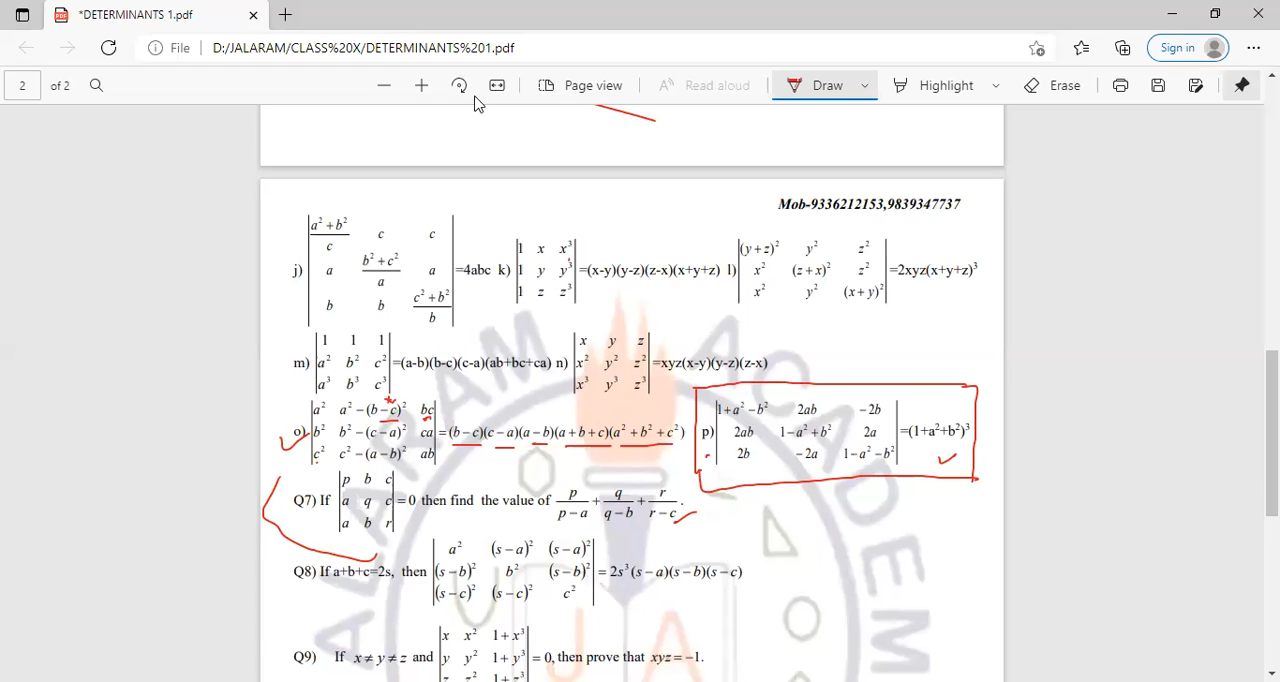 *DETERMINANTS 1.pdf
File D:/JALARAM/CLASS%20X/DETERMINANTS%201.pdf Sign in
2 of 2 Page view Read aloud Draw Highlight Erase
Mob-9336212153,9839347737
j) |(a²+b²)/c c c; a (b²+c²)/a a; b b (c²+b²)/b| =4abc k) |1 x x³; 1 y y³; 1 z z³| =(x-y)(y-z)(z-x)(x+y+z) l) |(y+z)² y² z²; x² (z+x)² z²; x² y² (x+y)²| =2xyz(x+y+z)³
m) |1 1 1; a² b² c²; a³ b³ c³| =(a-b)(b-c)(c-a)(ab+bc+ca) n) |x y z; x² y² z²; x³ y³ z³| =xyz(x-y)(y-z)(z-x)
o) |a² a²-(b-c)² bc; b² b²-(c-a)² ca; c² c²-(a-b)² ab| =(b-c)(c-a)(a-b)(a+b+c)(a²+b²+c²) p) |1+a²-b² 2ab -2b; 2ab 1-a²+b² 2a; 2b -2a 1-a²-b²| =(1+a²+b²)³
Q7) If |p b c; a q c; a b r| =0 then find the value of p/(p-a) + q/(q-b) + r/(r-c).
Q8) If a+b+c=2s, then |a² (s-a)² (s-a)²; (s-b)² b² (s-b)²; (s-c)² (s-c)² c²| = 2s³(s-a)(s-b)(s-c)
Q9) If x≠y≠z and |x x² 1+x³; y y² 1+y³; z z² 1+z³| = 0, then prove that xyz=-1.
JALARAM ACADEM